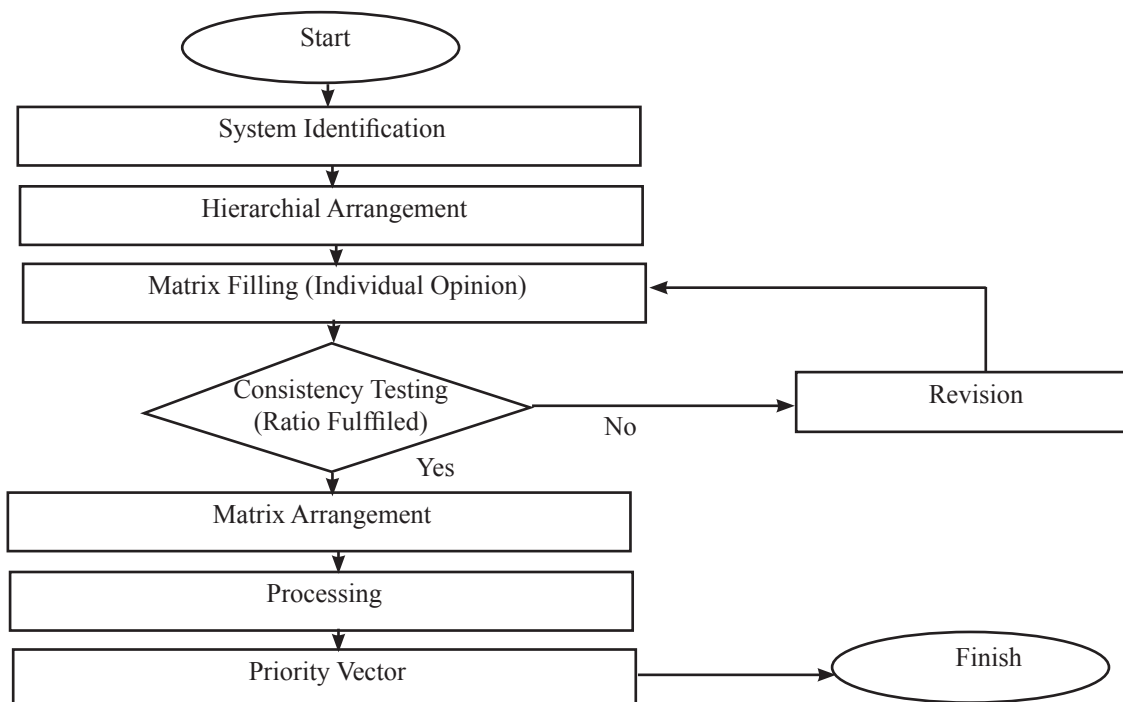 Start
System Identification
Hierarchial Arrangement
Matrix Filling (Individual Opinion)
Consistency Testing
(Ratio Fulffiled)
No
Revision
Yes
Matrix Arrangement
Processing
Priority Vector
Finish